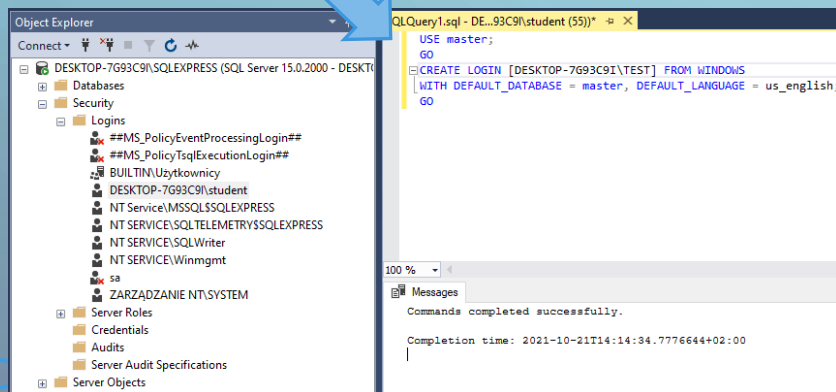 Object Explorer
Connect
DESKTOP-7G93C9I\SQLEXPRESS (SQL Server 15.0.2000 - DESKT
Databases
Security
Logins
##MS_PolicyEventProcessingLogin##
##MS_PolicyTsqlExecutionLogin##
BUILTIN\Użytkownicy
DESKTOP-7G93C9I\student
NT Service\MSSQL$SQLEXPRESS
NT SERVICE\SQLTELEMETRY$SQLEXPRESS
NT SERVICE\SQLWriter
NT SERVICE\Winmgmt
sa
ZARZĄDZANIE NT\SYSTEM
Server Roles
Credentials
Audits
Server Audit Specifications
Server Objects
QLQuery1.sql - DE...93C9I\student (55))*
USE master;
GO
CREATE LOGIN [DESKTOP-7G93C9I\TEST] FROM WINDOWS
WITH DEFAULT_DATABASE = master, DEFAULT_LANGUAGE = us_english;
GO
100 %
Messages
Commands completed successfully.
Completion time: 2021-10-21T14:14:34.7776644+02:00